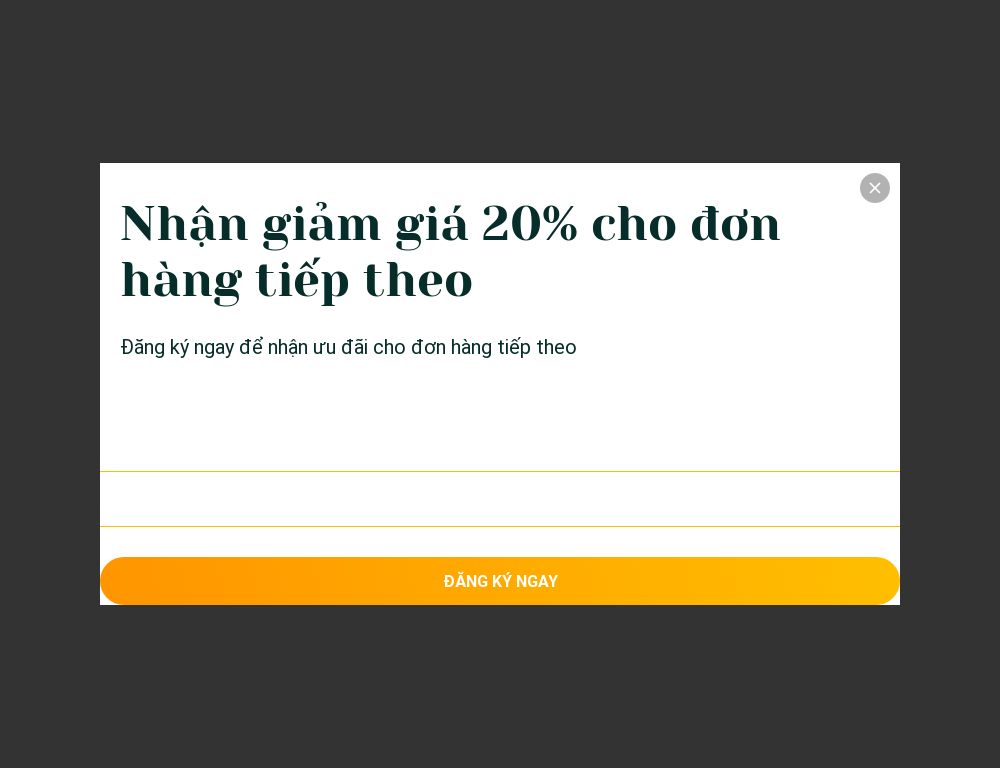 Nhận giảm giá 20% cho đơn
hàng tiếp theo
Đăng ký ngay để nhận ưu đãi cho đơn hàng tiếp theo
ĐĂNG KÝ NGAY